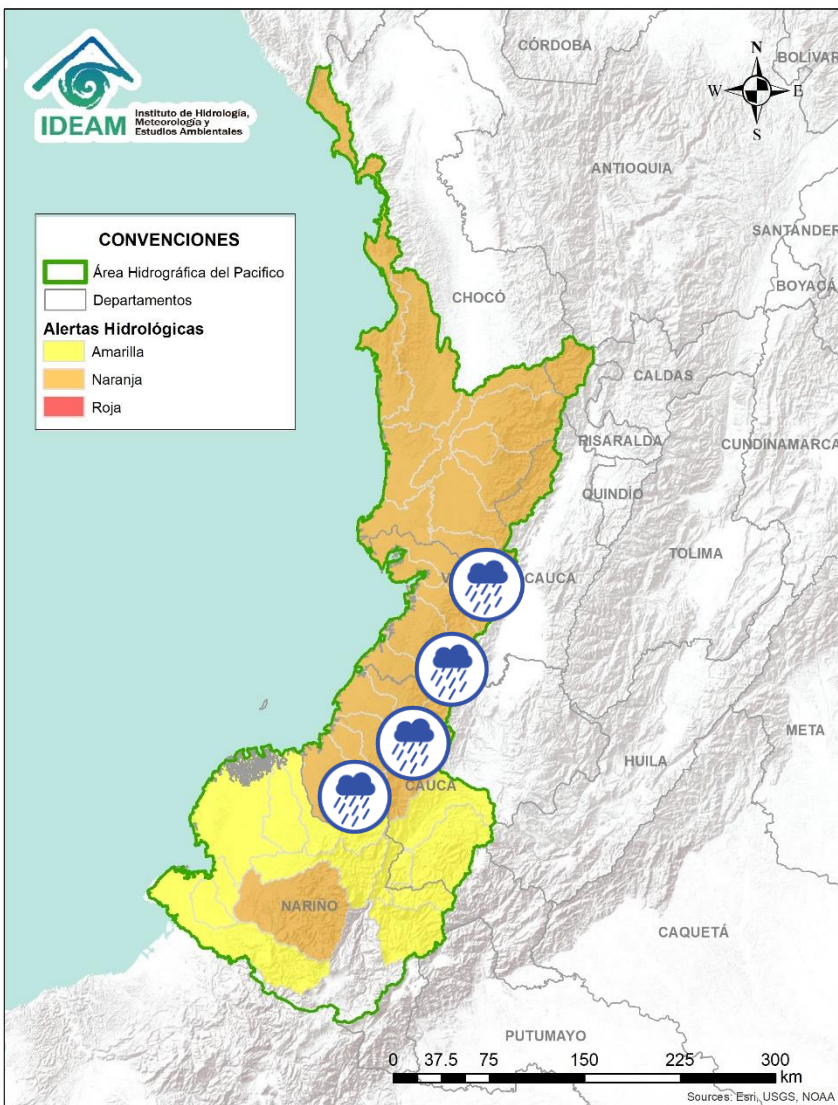 IDEAM
Instituto de Hidrología,
Meteorología y
Estudios Ambientales
CÓRDOBA
BOLÍVAR
N
W
E
S
ANTIOQUIA
SANTANDER
BOYACÁ
CONVENCIONES
Área Hidrográfica del Pacifico
Departamentos
Alertas Hidrológicas
Amarilla
Naranja
Roja
CHOCÓ
CALDAS
RISARALDA
CUNDINAMARCA
QUINDÍO
TOLIMA
CAUCA
META
HUILA
CAUCA
NARIÑO
CAQUETÁ
PUTUMAYO
0 37.5 75 150 225 300
km
Sources: Esri, USGS, NOAA